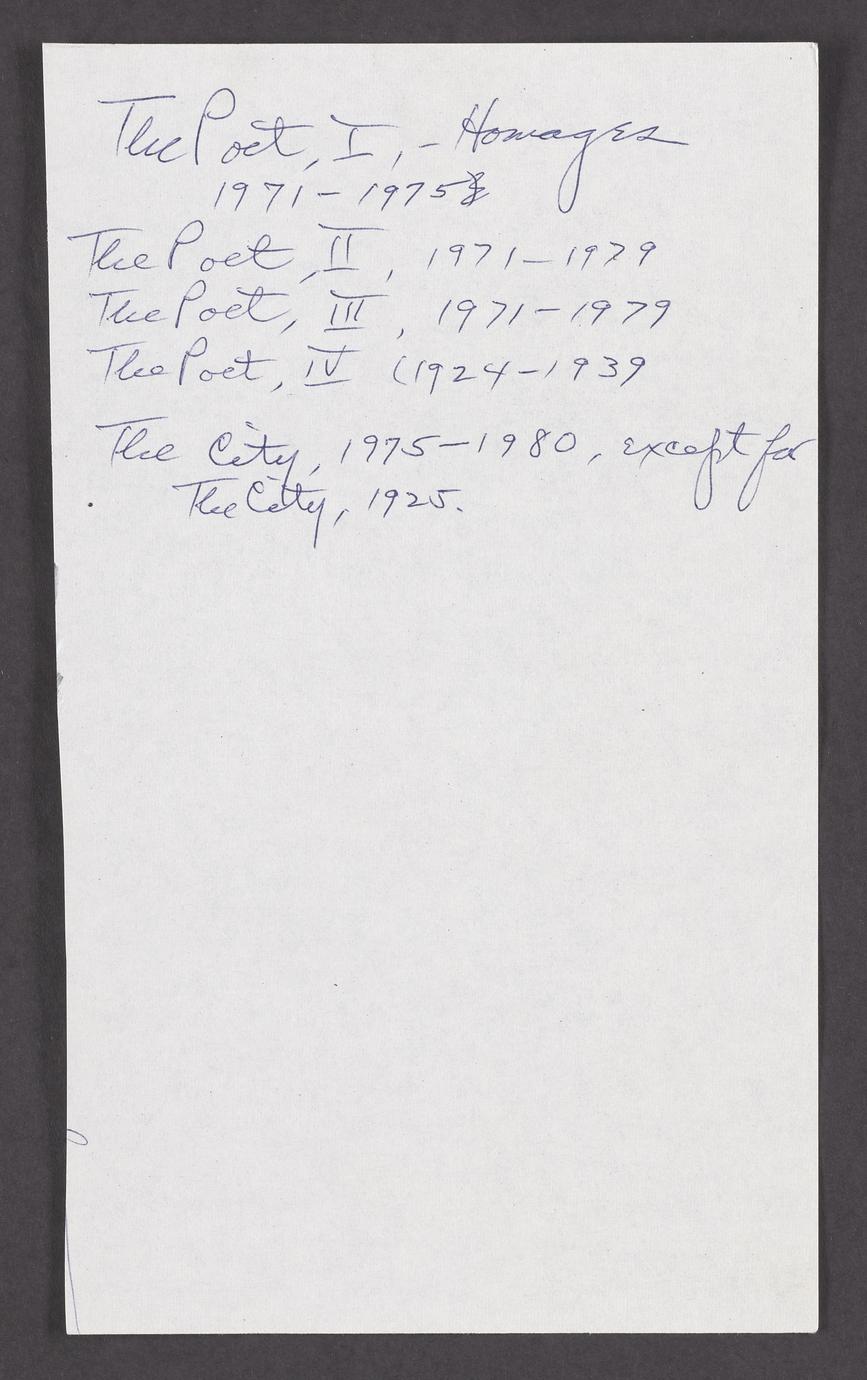 The Poet, I, - Homages
1971-1975
The Poet, II, 1971-1979
The Poet, III, 1971-1979
The Poet, IV (1924-1939
The City, 1975-1980, except for
The City, 1925.